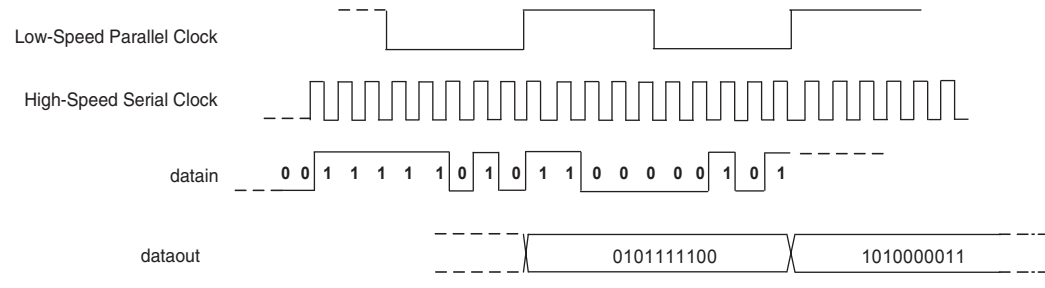 Low-Speed Parallel Clock
High-Speed Serial Clock
datain
0 0 1 1 1 1 1 0 1 0 1 1 0 0 0 0 0 1 0 1
dataout
0101111100
1010000011